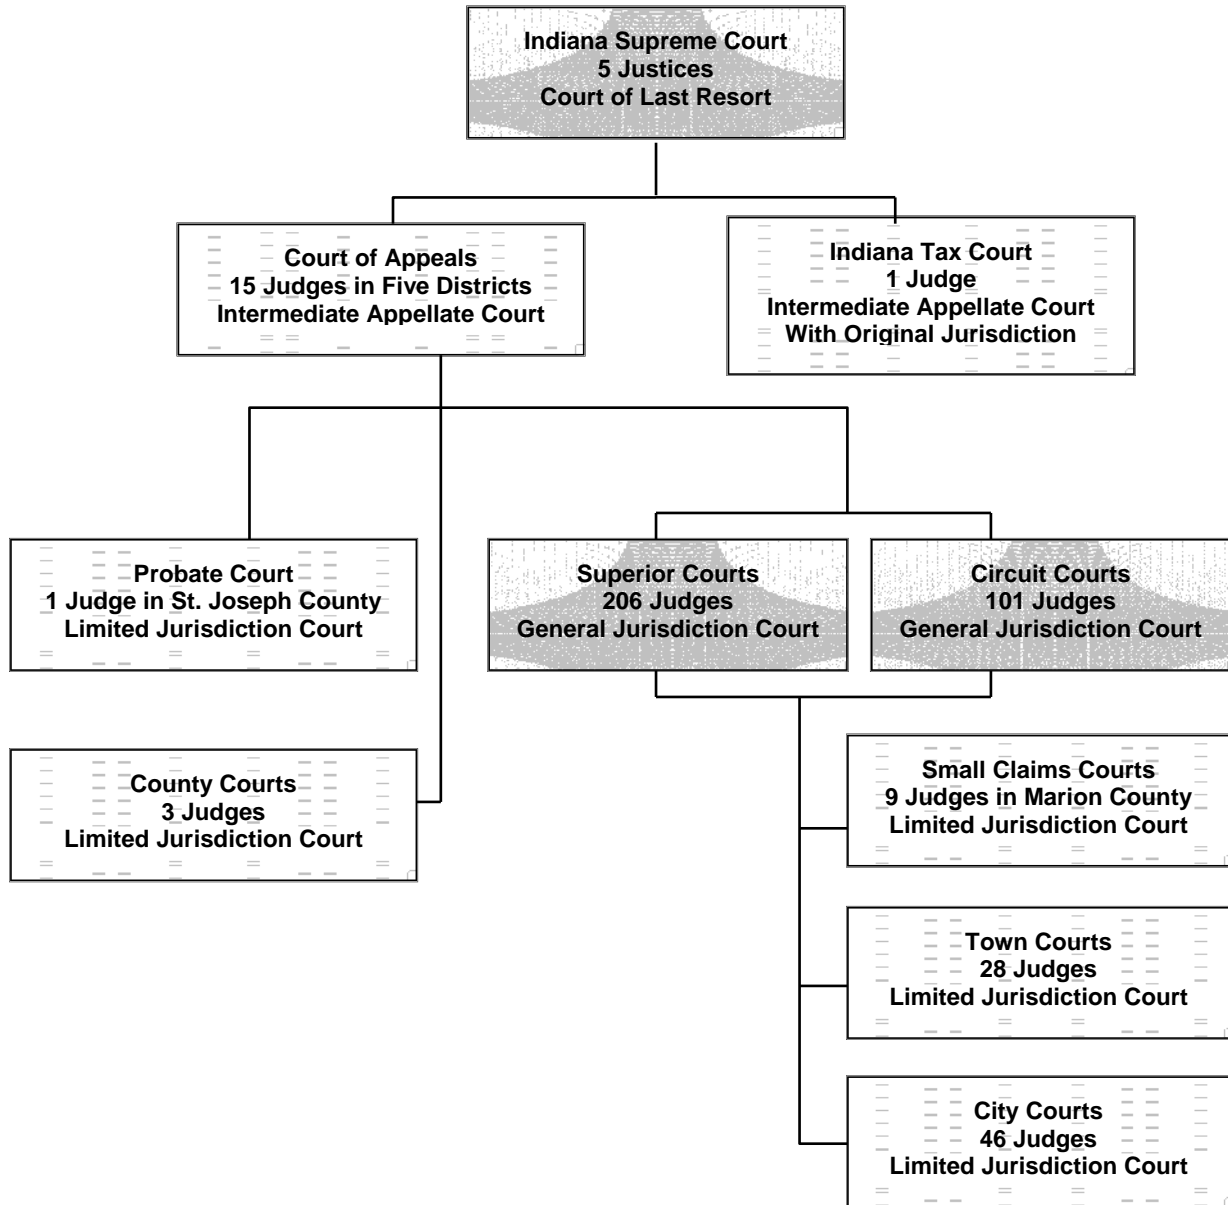 Indiana Supreme Court
5 Justices
Court of Last Resort
Court of Appeals
15 Judges in Five Districts
Intermediate Appellate Court
Indiana Tax Court
1 Judge
Intermediate Appellate Court
With Original Jurisdiction
Probate Court
1 Judge in St. Joseph County
Limited Jurisdiction Court
Superior Courts
206 Judges
General Jurisdiction Court
Circuit Courts
101 Judges
General Jurisdiction Court
County Courts
3 Judges
Limited Jurisdiction Court
Small Claims Courts
9 Judges in Marion County
Limited Jurisdiction Court
Town Courts
28 Judges
Limited Jurisdiction Court
City Courts
46 Judges
Limited Jurisdiction Court